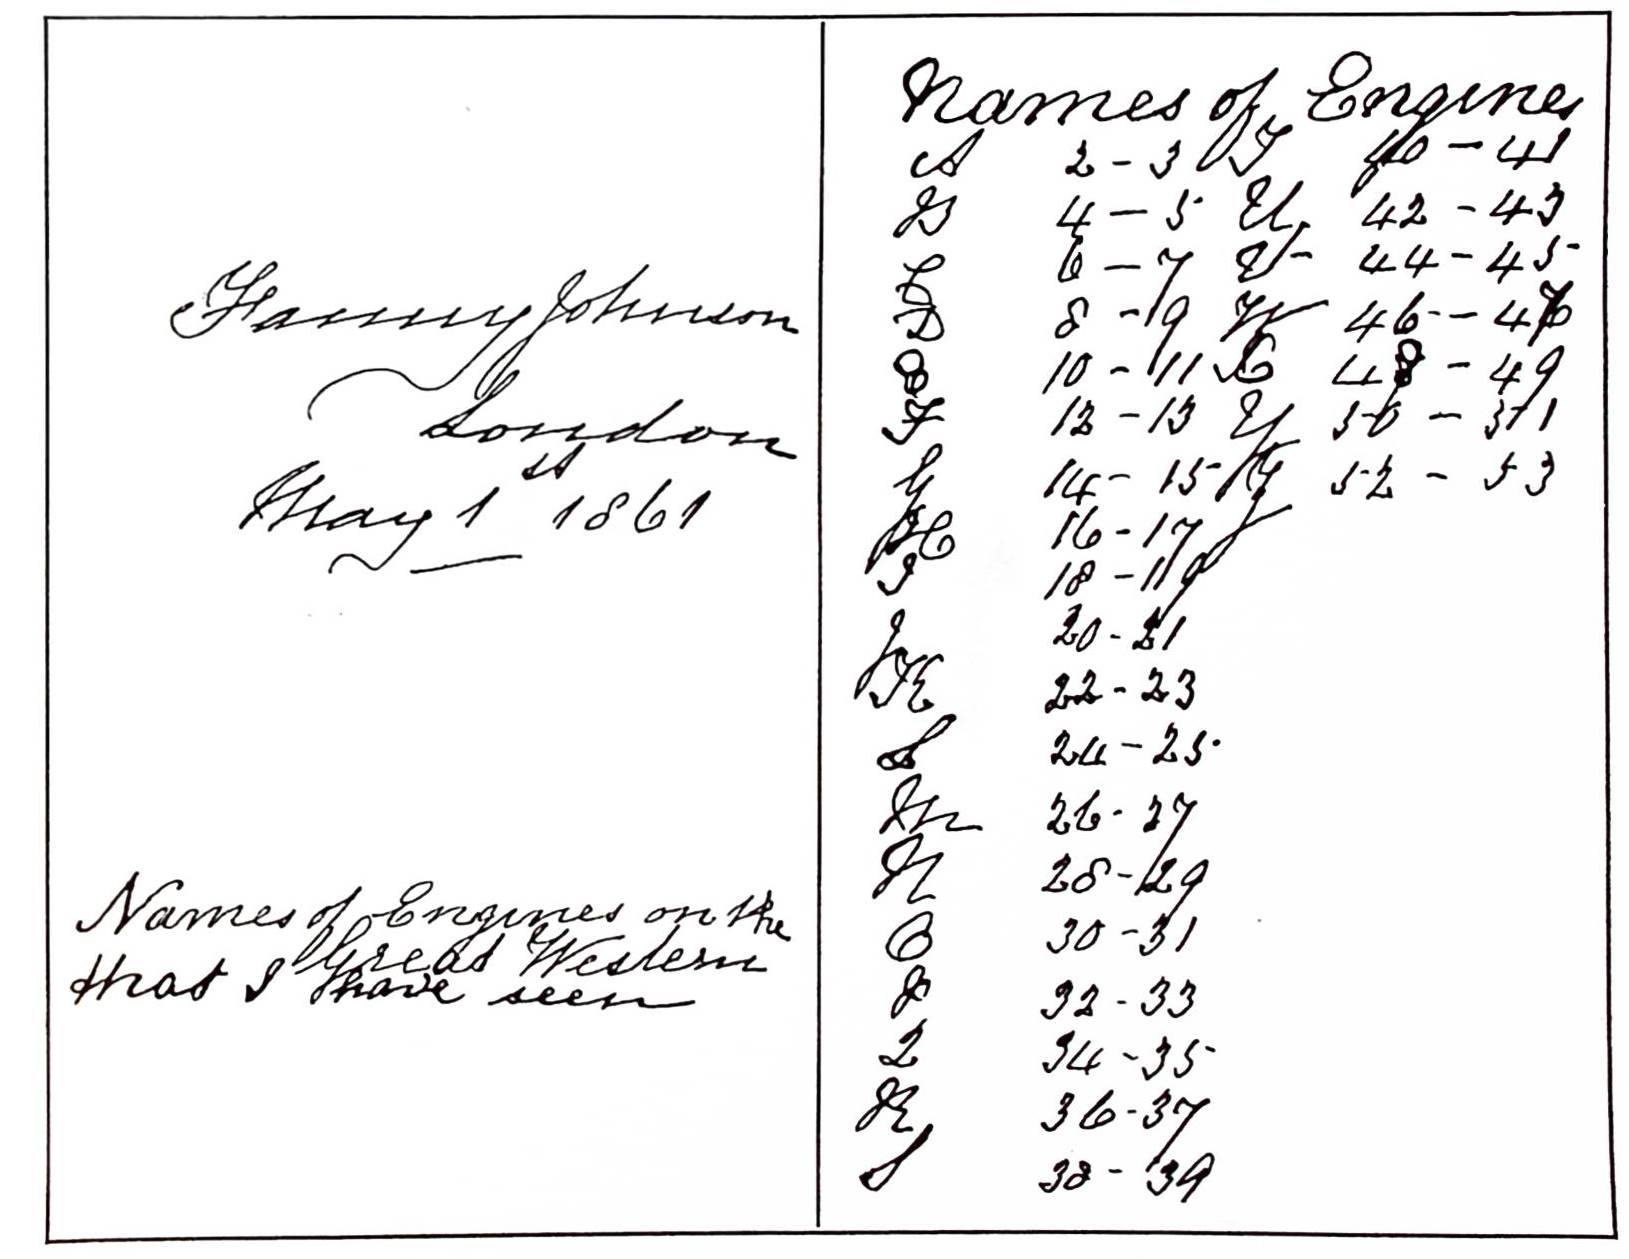 Fanny Johnson
London
May 1st 1861
Names of Engines on the
Great Western
that I have seen
Names of Engines
A 2 - 3 T 40 - 41
B 4 - 5 U 42 - 43
C 6 - 7 V 44 - 45
D 8 - 9 W 46 - 47
E 10 - 11 X 48 - 49
F 12 - 13 Y 50 - 51
G 14 - 15 Z 52 - 53
H 16 - 17
I 18 - 19
J 20 - 21
K 22 - 23
L 24 - 25
M 26 - 27
N 28 - 29
O 30 - 31
P 32 - 33
Q 34 - 35
R 36 - 37
S 38 - 39